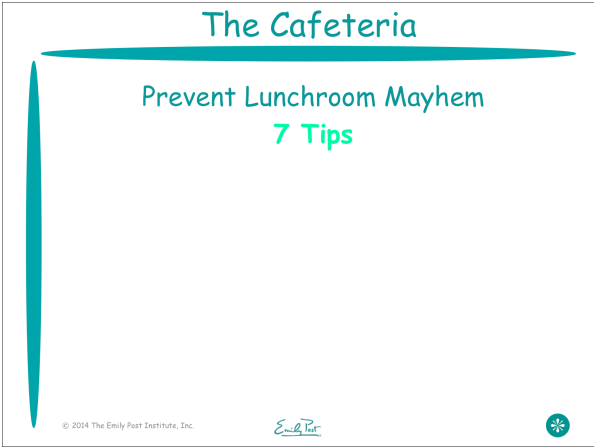 The Cafeteria
Prevent Lunchroom Mayhem
7 Tips
© 2014 The Emily Post Institute, Inc.
Emily Post